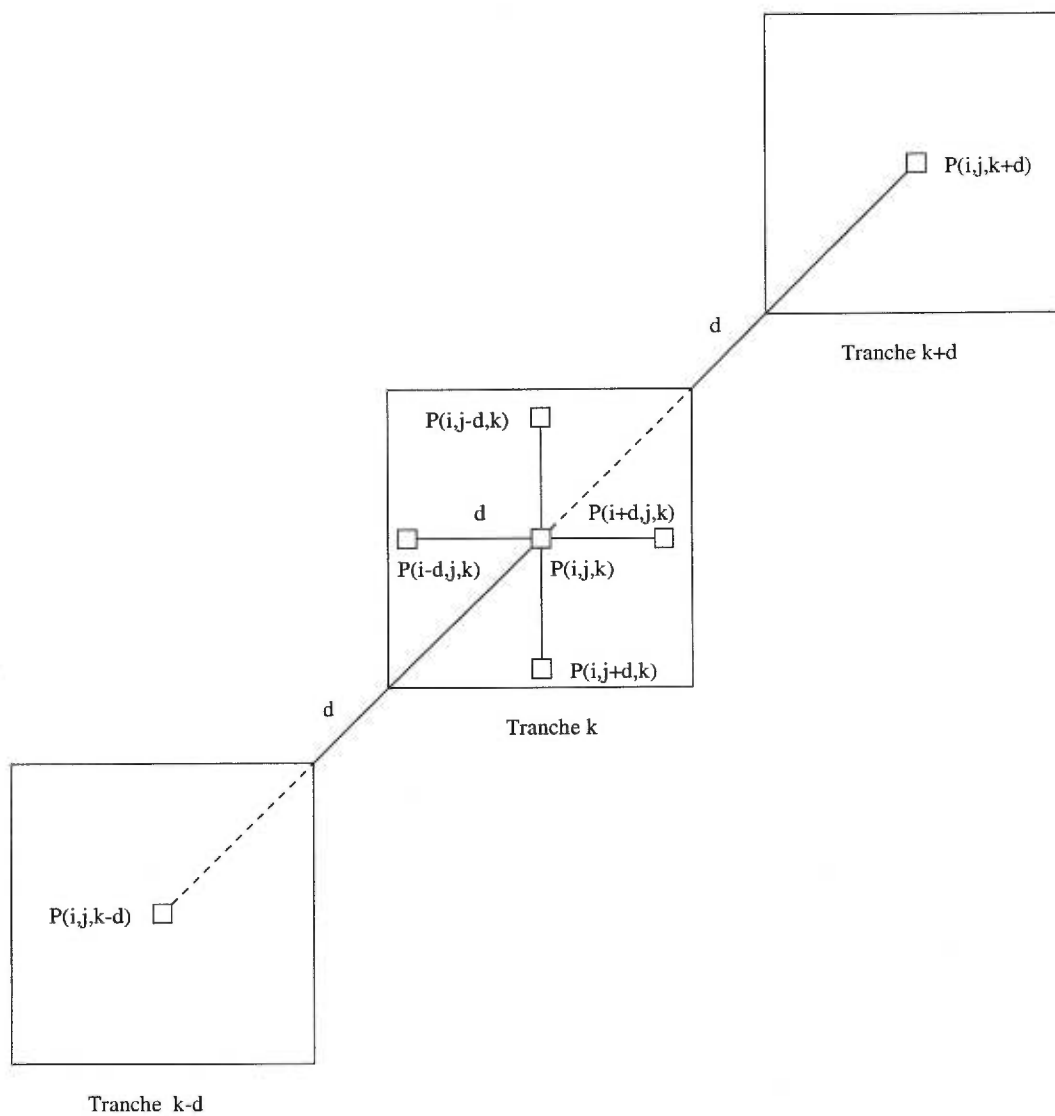 P(i,j,k+d)
d
Tranche k+d
P(i,j-d,k)
d
P(i+d,j,k)
P(i-d,j,k)
P(i,j,k)
P(i,j+d,k)
d
Tranche k
P(i,j,k-d)
Tranche k-d